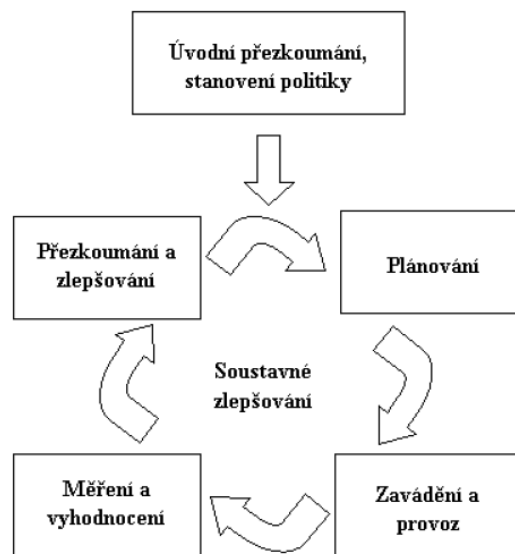 Úvodní přezkoumání,
stanovení politiky
Přezkoumání a
zlepšování
Plánování
Soustavné
zlepšování
Měření a
vyhodnocení
Zavádění a
provoz